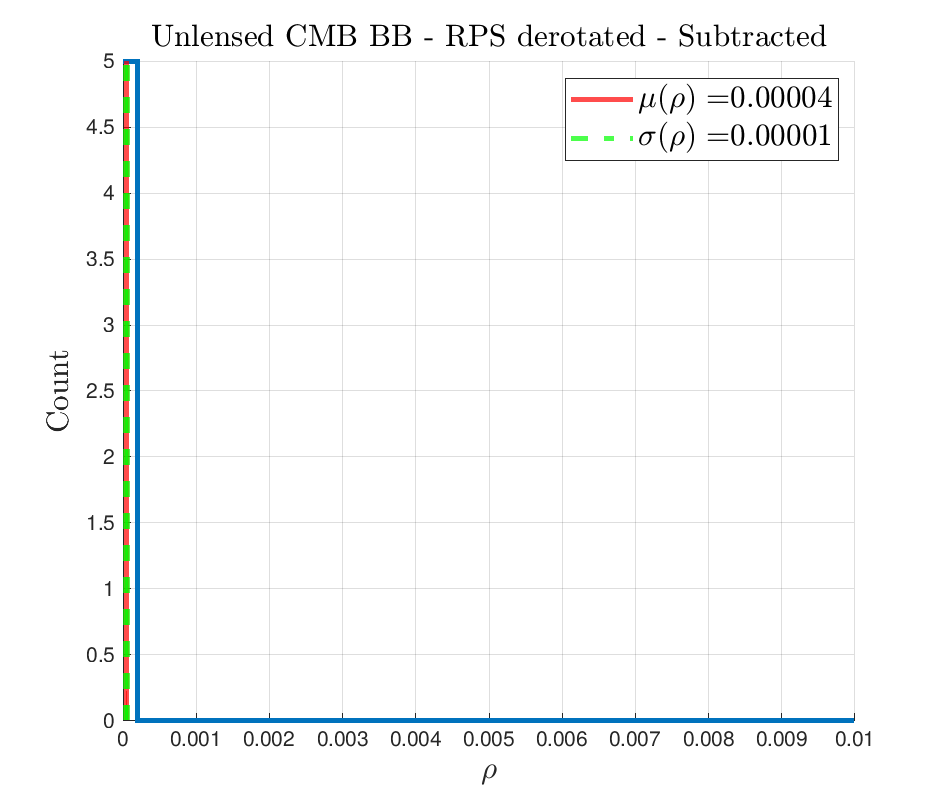 Unlensed CMB BB - RPS derotated - Subtracted
μ(ρ) =0.00004
σ(ρ) =0.00001
5
4.5
4
3.5
3
2.5
2
1.5
1
0.5
0
Count
0 0.001 0.002 0.003 0.004 0.005 0.006 0.007 0.008 0.009 0.01
ρ